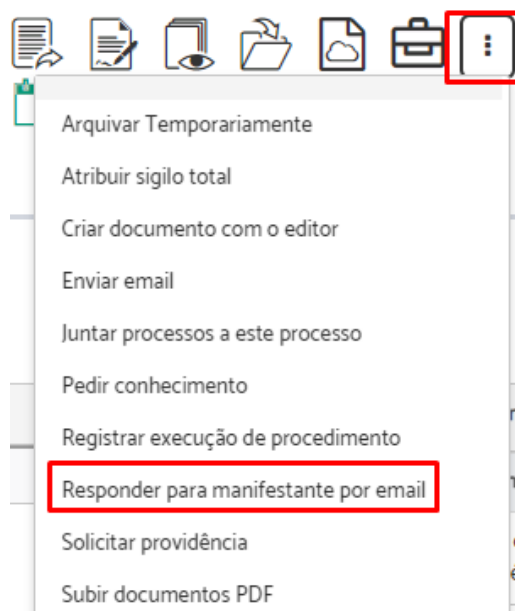 Arquivar Temporariamente
Atribuir sigilo total
Criar documento com o editor
Enviar email
Juntar processos a este processo
Pedir conhecimento
Registrar execução de procedimento
Responder para manifestante por email
Solicitar providência
Subir documentos PDF